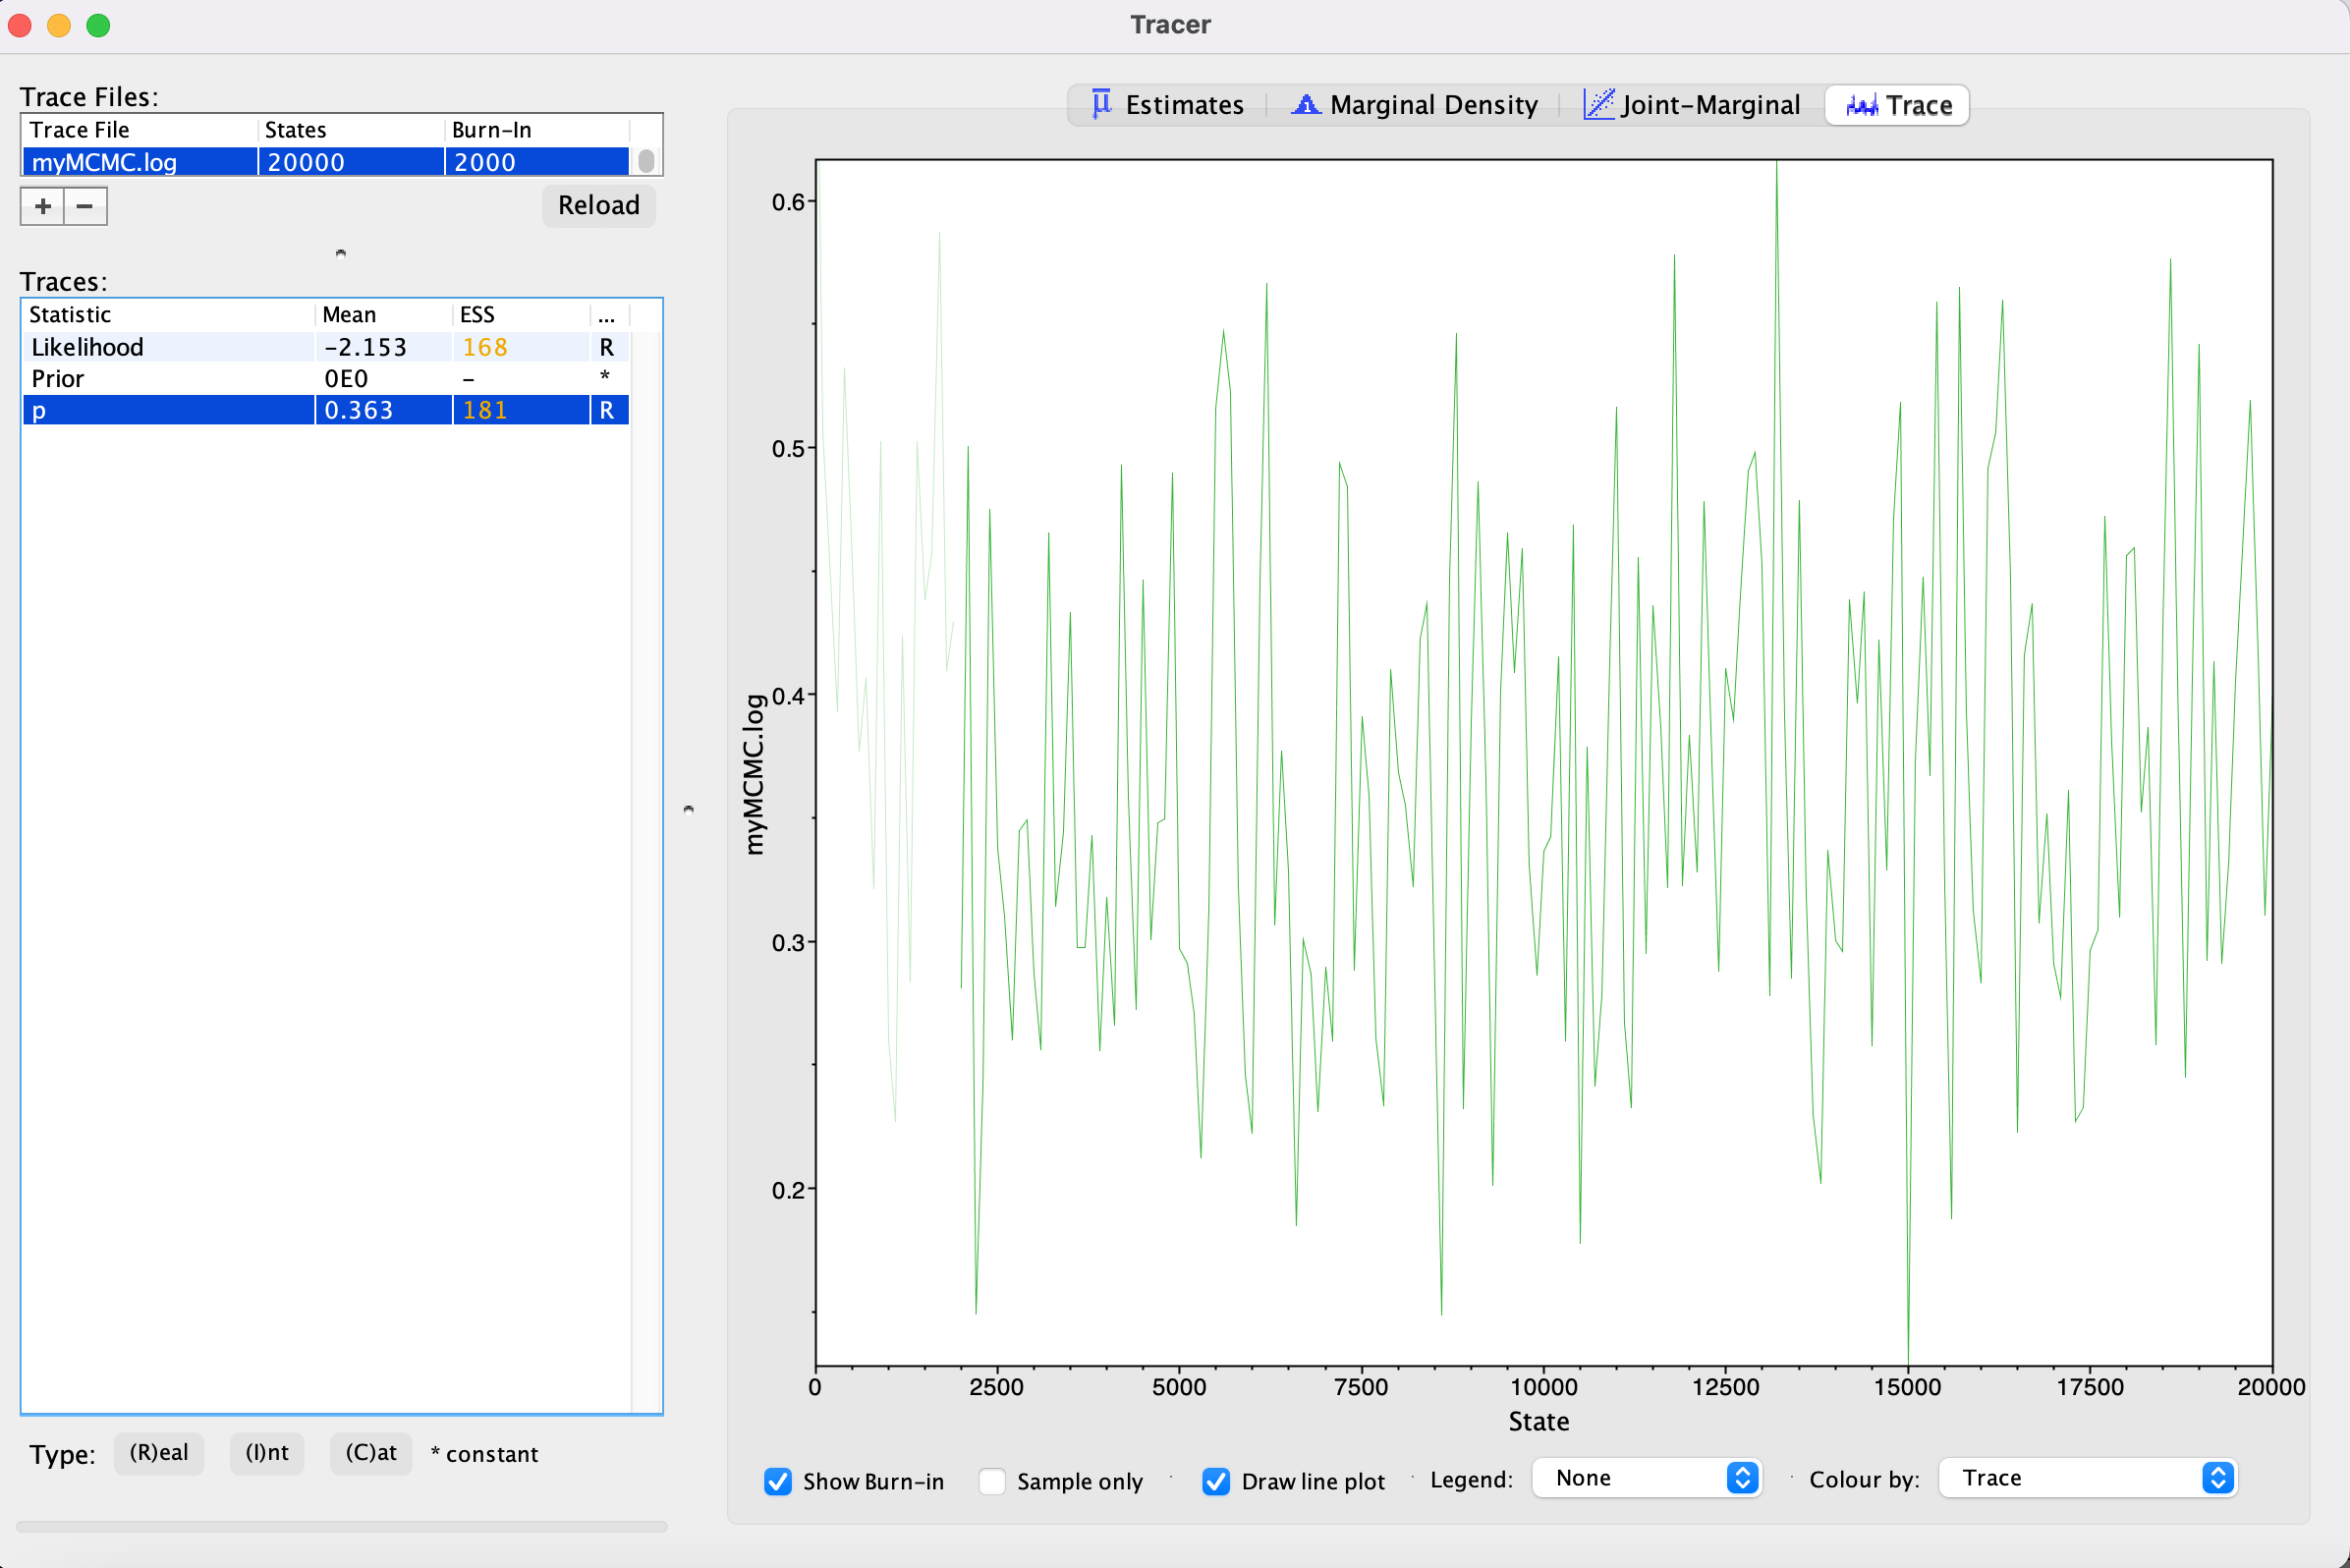 Tracer
Estimates Marginal Density Joint-Marginal Trace
Trace Files:
Trace File States Burn-In
myMCMC.log 20000 2000
+ − Reload
Traces:
Statistic Mean ESS ...
Likelihood -2.153 168 R
Prior 0E0 - *
p 0.363 181 R
Type: (R)eal (I)nt (C)at * constant
myMCMC.log
0.6
0.5
0.4
0.3
0.2
0 2500 5000 7500 10000 12500 15000 17500 20000
State
Show Burn-in Sample only Draw line plot Legend: None Colour by: Trace